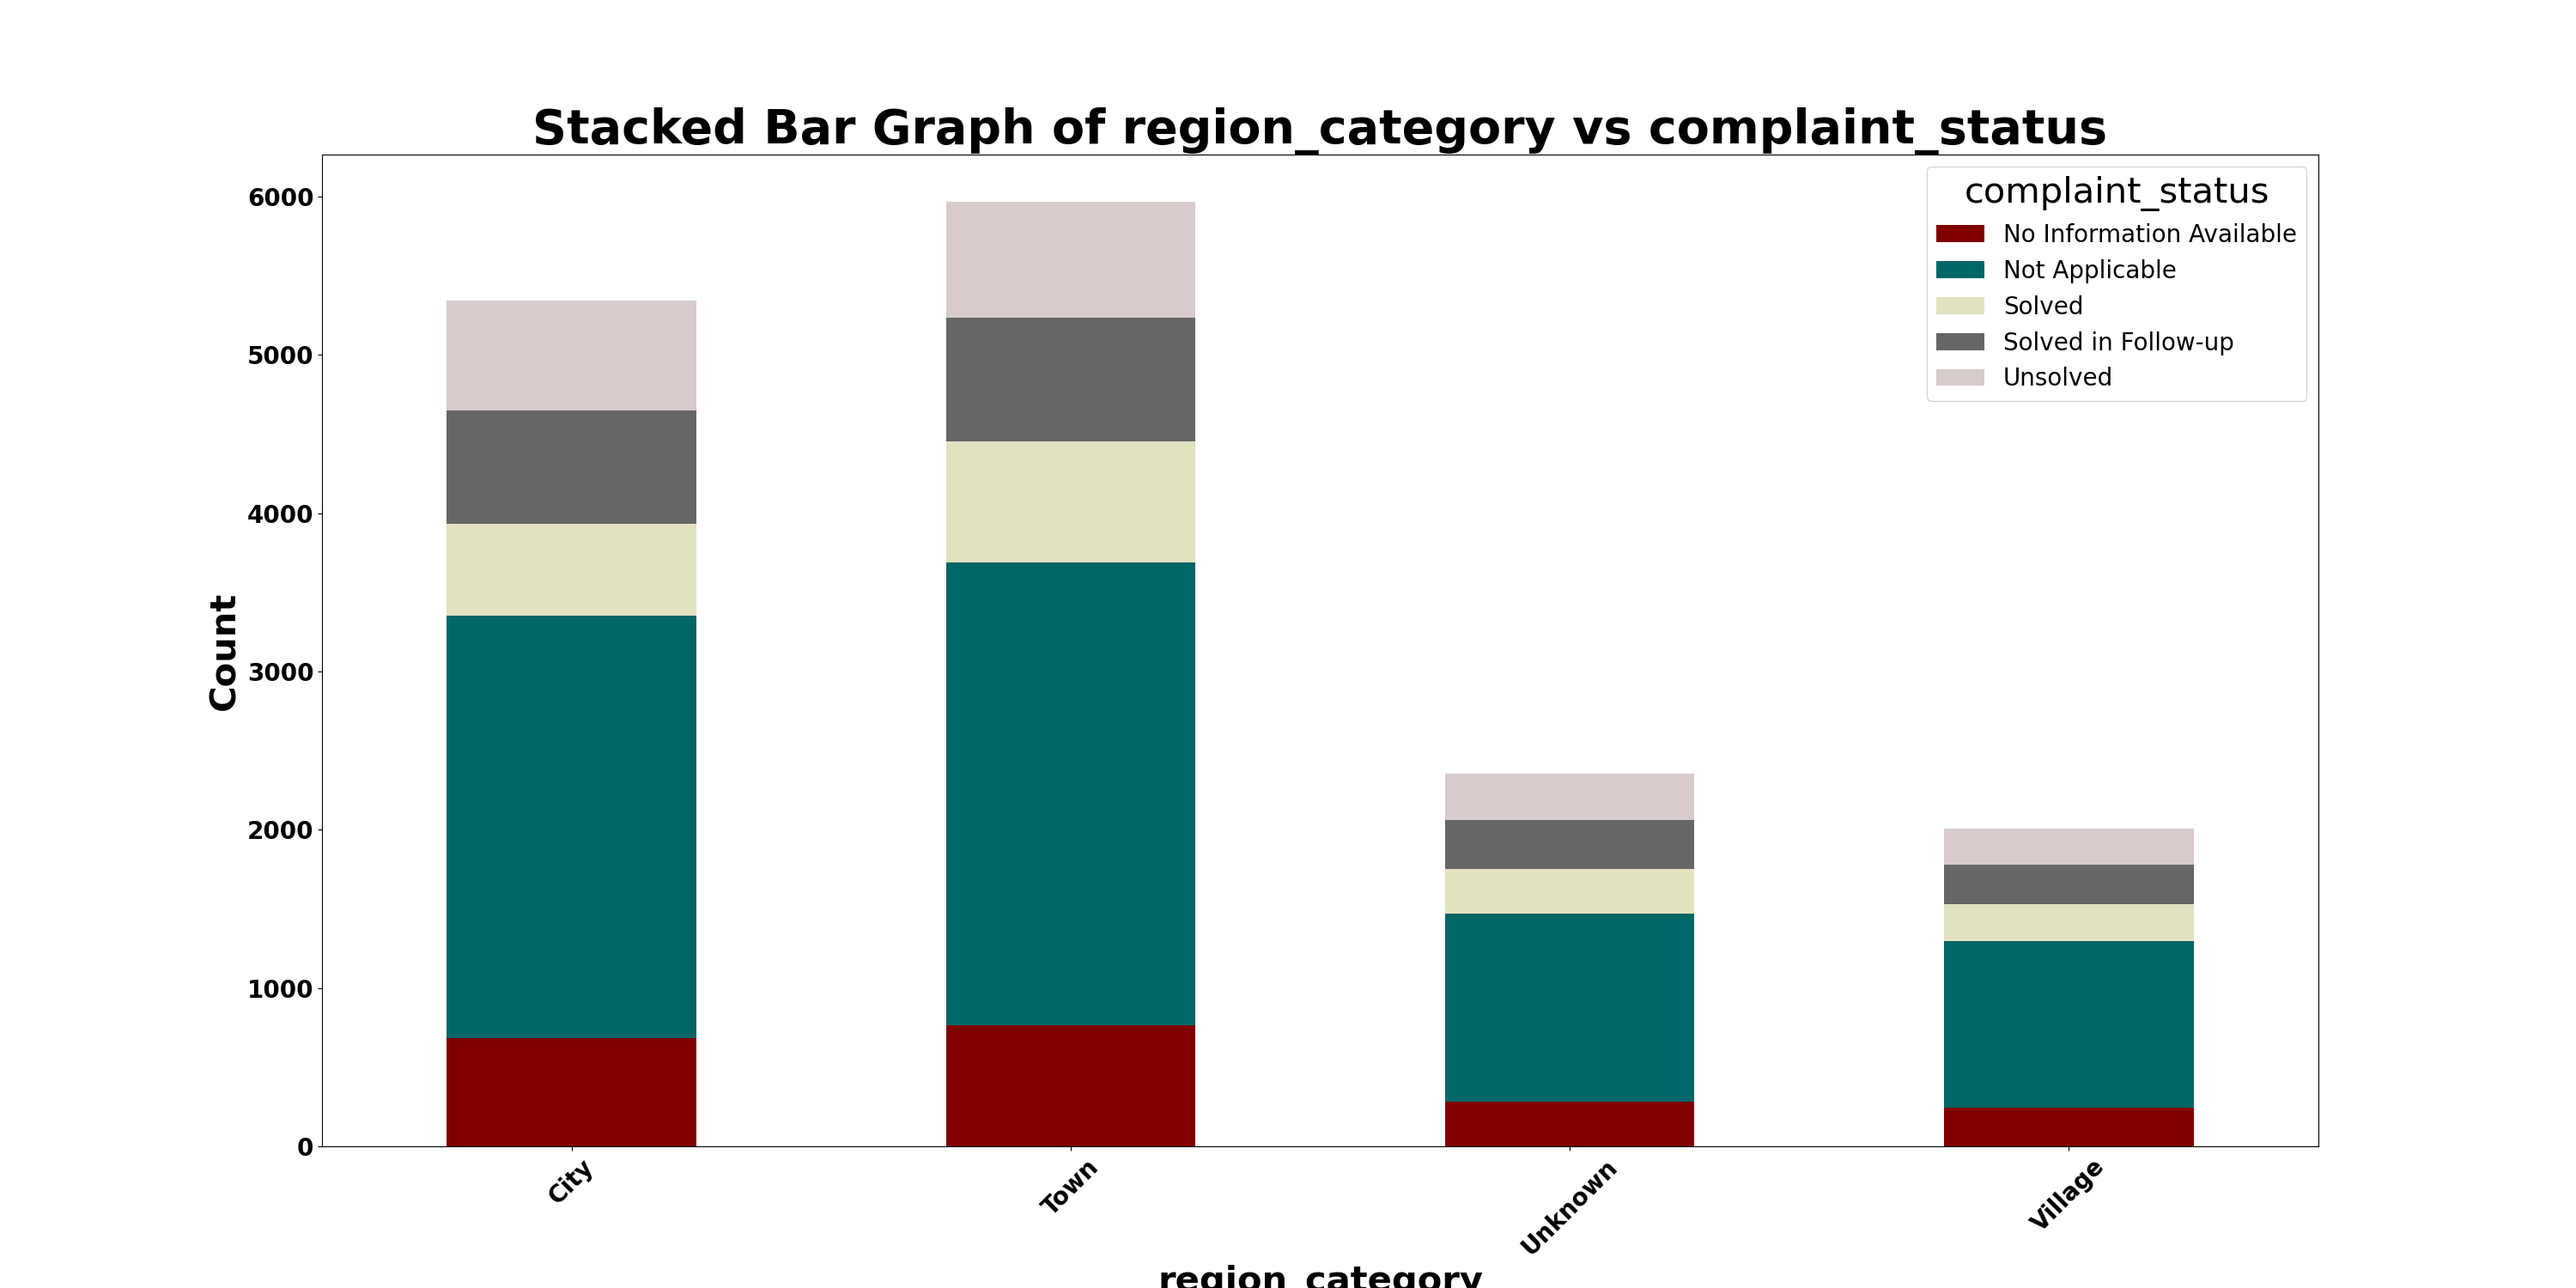 Stacked Bar Graph of region_category vs complaint_status
complaint_status
No Information Available
Not Applicable
Solved
Solved in Follow-up
Unsolved
6000
5000
4000
3000
2000
1000
0
Count
City
Town
Unknown
Village
region_category